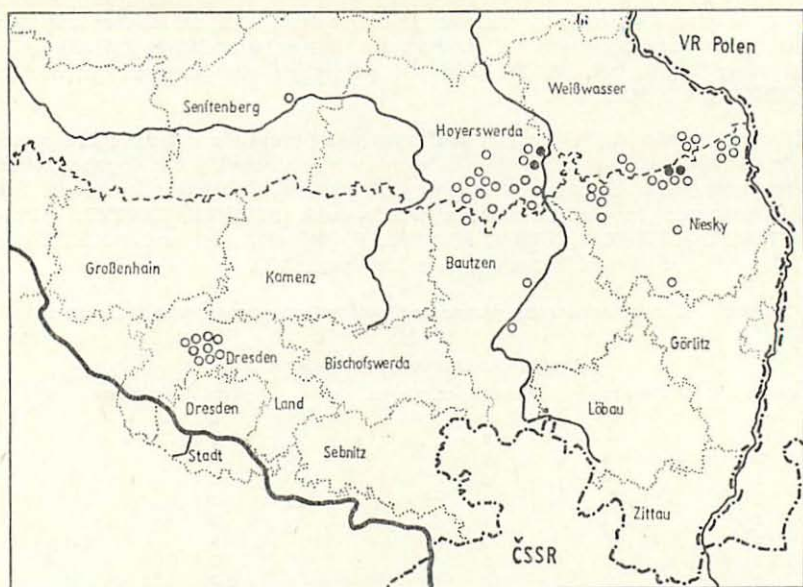 VR Polen
Weißwasser
Senftenberg
Hoyerswerda
Niesky
Großenhain
Kamenz
Bautzen
Görlitz
Dresden
Bischofswerda
Dresden
Land
Löbau
Stadt
Sebnitz
Zittau
ČSSR